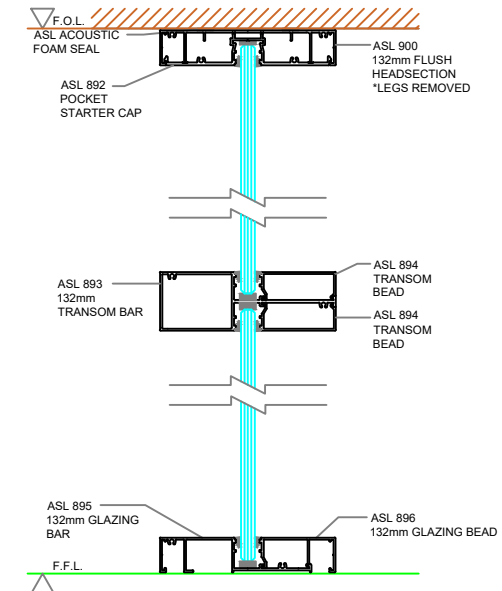 F.O.L.
ASL ACOUSTIC
FOAM SEAL
ASL 892
POCKET
STARTER CAP
ASL 900
132mm FLUSH
HEADSECTION
*LEGS REMOVED
ASL 893
132mm
TRANSOM BAR
ASL 894
TRANSOM
BEAD
ASL 894
TRANSOM
BEAD
ASL 895
132mm GLAZING
BAR
ASL 896
132mm GLAZING BEAD
F.F.L.